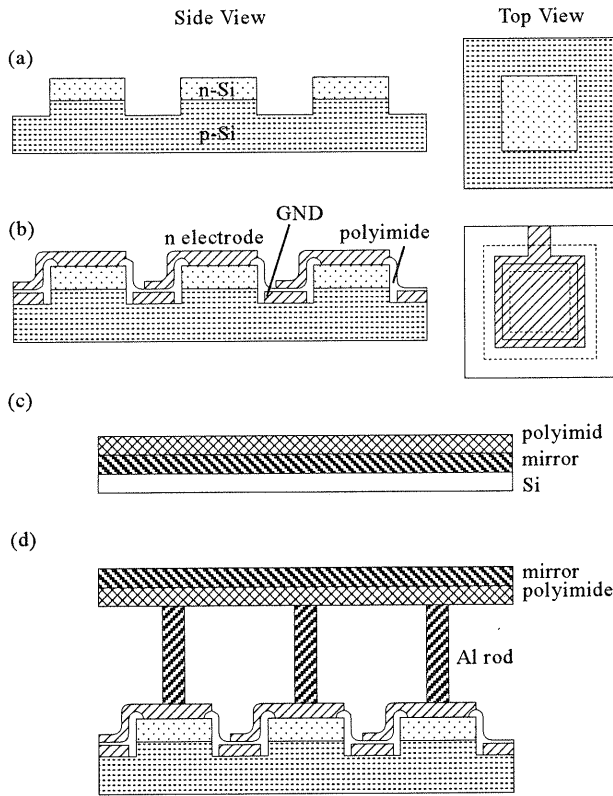 Side View
Top View
(a)
n-Si
p-Si
(b)
n electrode
GND
polyimide
(c)
polyimid
mirror
Si
(d)
mirror
polyimide
Al rod